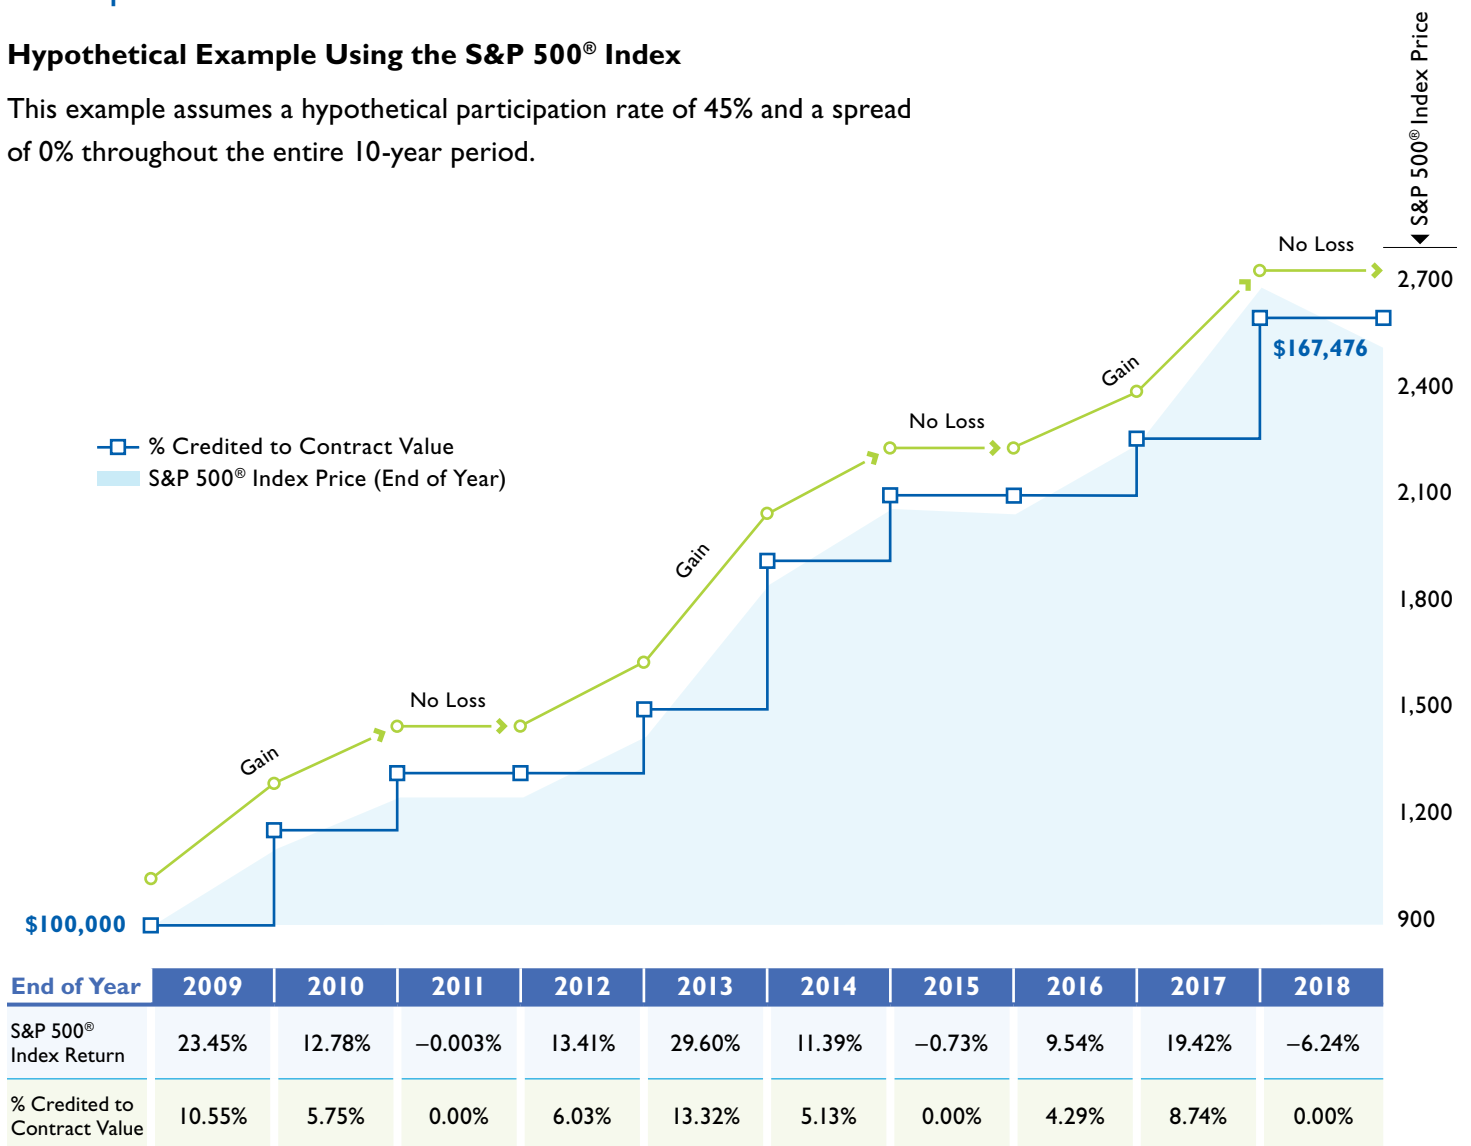 Hypothetical Example Using the S&P 500® Index
This example assumes a hypothetical participation rate of 45% and a spread
of 0% throughout the entire 10-year period.
S&P 500® Index Price
No Loss
2,700
$167,476
Gain
2,400
No Loss
% Credited to Contract Value
S&P 500® Index Price (End of Year)
2,100
Gain
1,800
No Loss
1,500
Gain
1,200
$100,000
900
End of Year 2009 2010 2011 2012 2013 2014 2015 2016 2017 2018
S&P 500®
Index Return
23.45% 12.78% –0.003% 13.41% 29.60% 11.39% –0.73% 9.54% 19.42% –6.24%
% Credited to
Contract Value
10.55% 5.75% 0.00% 6.03% 13.32% 5.13% 0.00% 4.29% 8.74% 0.00%